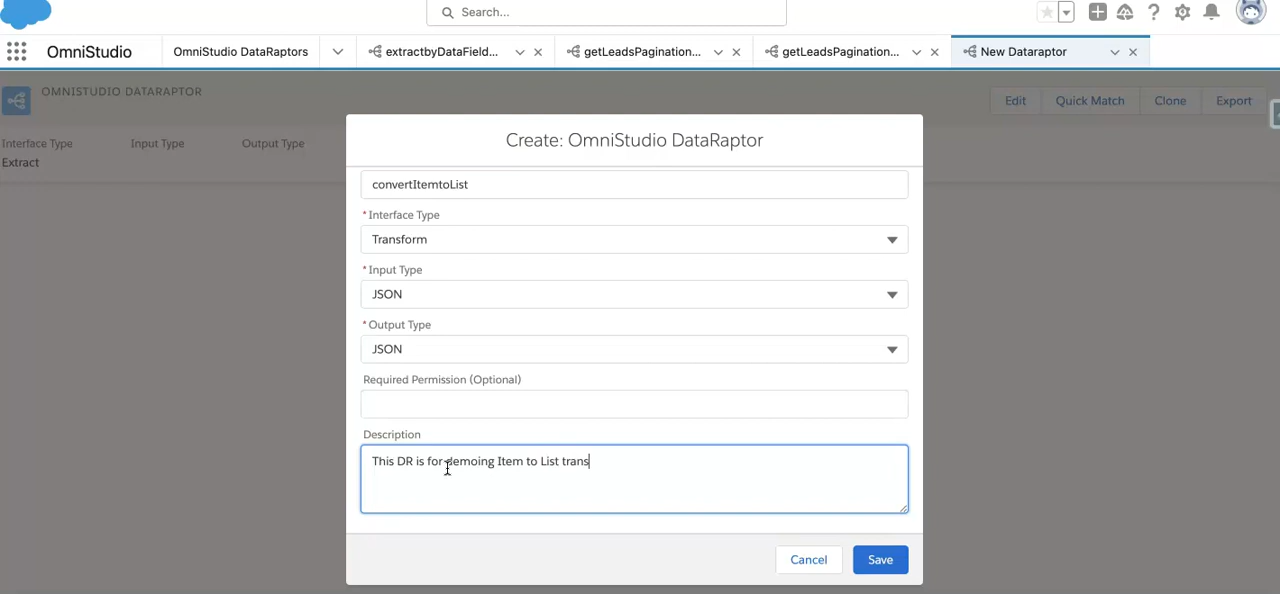 Search...
OmniStudio
OmniStudio DataRaptors
extractbyDataField...
getLeadsPagination...
getLeadsPagination...
New Dataraptor
OMNISTUDIO DATARAPTOR
Edit
Quick Match
Clone
Export
Interface Type
Input Type
Output Type
Extract
Create: OmniStudio DataRaptor
convertItemtoList
*Interface Type
Transform
*Input Type
JSON
*Output Type
JSON
Required Permission (Optional)
Description
This DR is for demoing Item to List trans
Cancel
Save